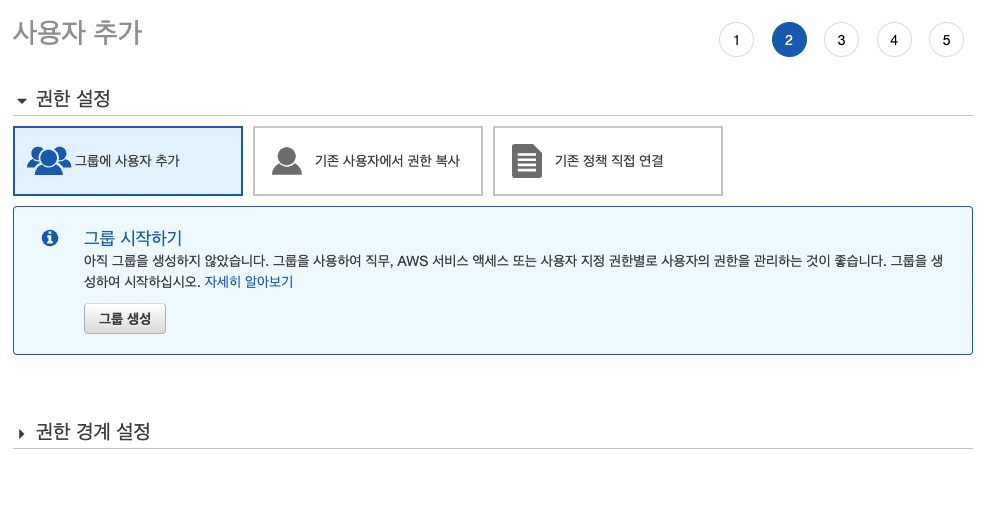 사용자 추가
1 2 3 4 5
권한 설정
그룹에 사용자 추가
기존 사용자에서 권한 복사
기존 정책 직접 연결
그룹 시작하기
아직 그룹을 생성하지 않았습니다. 그룹을 사용하여 직무, AWS 서비스 액세스 또는 사용자 지정 권한별로 사용자의 권한을 관리하는 것이 좋습니다. 그룹을 생
성하여 시작하십시오. 자세히 알아보기
그룹 생성
권한 경계 설정